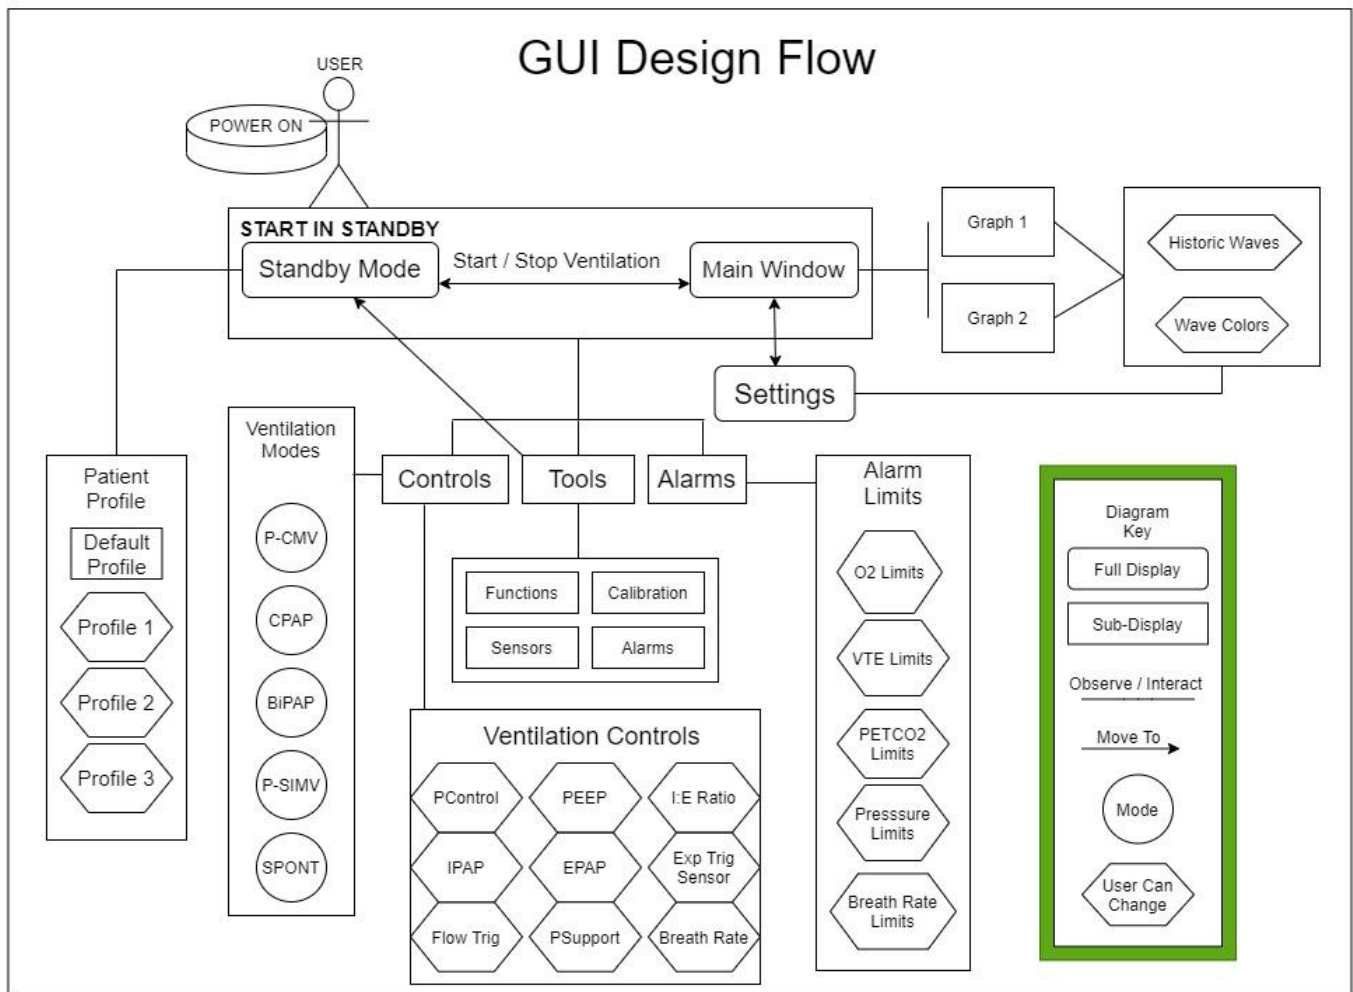 GUI Design Flow
USER
POWER ON
START IN STANDBY
Standby Mode
Start / Stop Ventilation
Main Window
Graph 1
Graph 2
Historic Waves
Wave Colors
Settings
Patient
Profile
Default
Profile
Profile 1
Profile 2
Profile 3
Ventilation
Modes
P-CMV
CPAP
BiPAP
P-SIMV
SPONT
Controls
Tools
Alarms
Functions
Calibration
Sensors
Alarms
Ventilation Controls
PControl
PEEP
I:E Ratio
IPAP
EPAP
Exp Trig
Sensor
Flow Trig
PSupport
Breath Rate
Alarm
Limits
O2 Limits
VTE Limits
PETCO2
Limits
Presssure
Limits
Breath Rate
Limits
Diagram
Key
Full Display
Sub-Display
Observe / Interact
Move To
Mode
User Can
Change